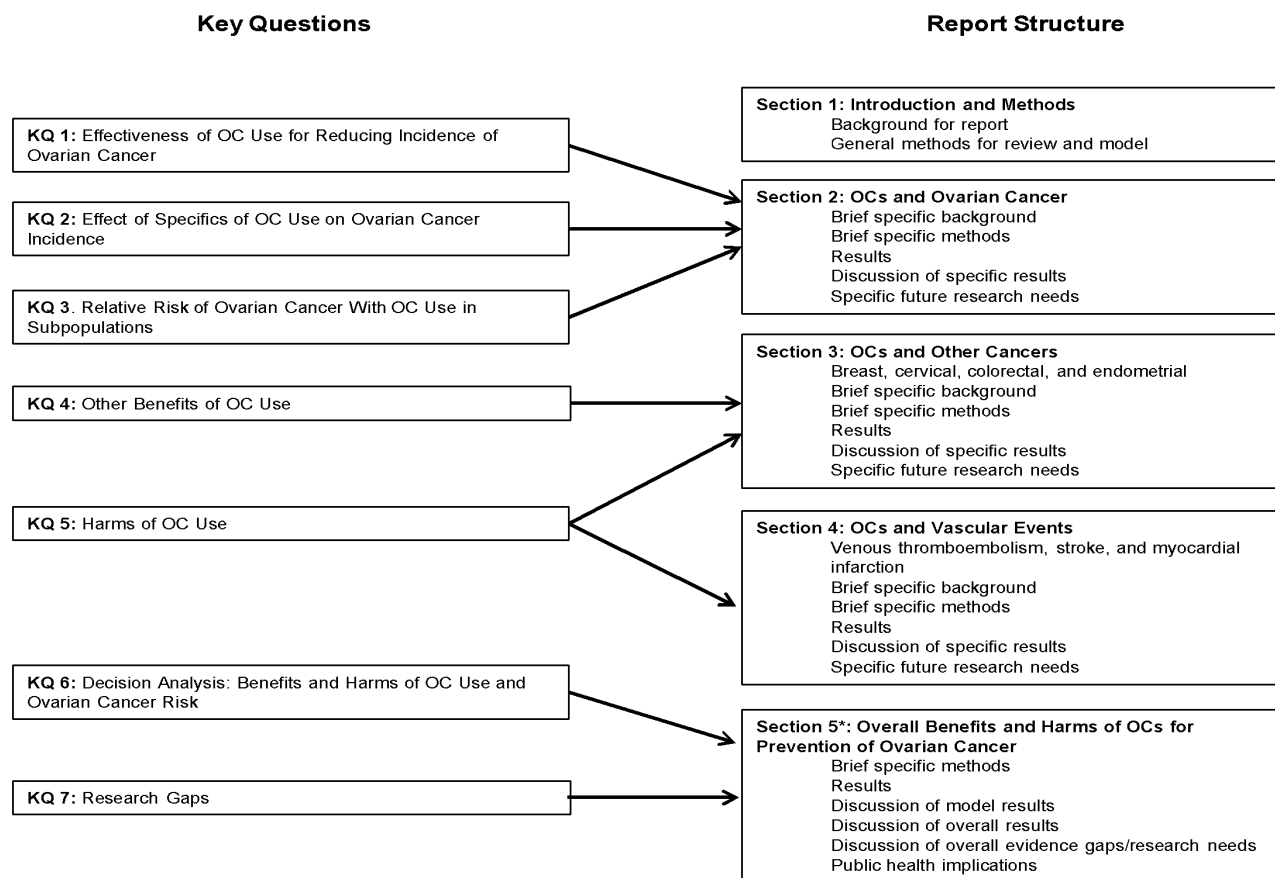 Key Questions
Report Structure
KQ 1: Effectiveness of OC Use for Reducing Incidence of
Ovarian Cancer
KQ 2: Effect of Specifics of OC Use on Ovarian Cancer
Incidence
KQ 3. Relative Risk of Ovarian Cancer With OC Use in
Subpopulations
KQ 4: Other Benefits of OC Use
KQ 5: Harms of OC Use
KQ 6: Decision Analysis: Benefits and Harms of OC Use and
Ovarian Cancer Risk
KQ 7: Research Gaps
Section 1: Introduction and Methods
Background for report
General methods for review and model
Section 2: OCs and Ovarian Cancer
Brief specific background
Brief specific methods
Results
Discussion of specific results
Specific future research needs
Section 3: OCs and Other Cancers
Breast, cervical, colorectal, and endometrial
Brief specific background
Brief specific methods
Results
Discussion of specific results
Specific future research needs
Section 4: OCs and Vascular Events
Venous thromboembolism, stroke, and myocardial
infarction
Brief specific background
Brief specific methods
Results
Discussion of specific results
Specific future research needs
Section 5*: Overall Benefits and Harms of OCs for
Prevention of Ovarian Cancer
Brief specific methods
Results
Discussion of model results
Discussion of overall results
Discussion of overall evidence gaps/research needs
Public health implications